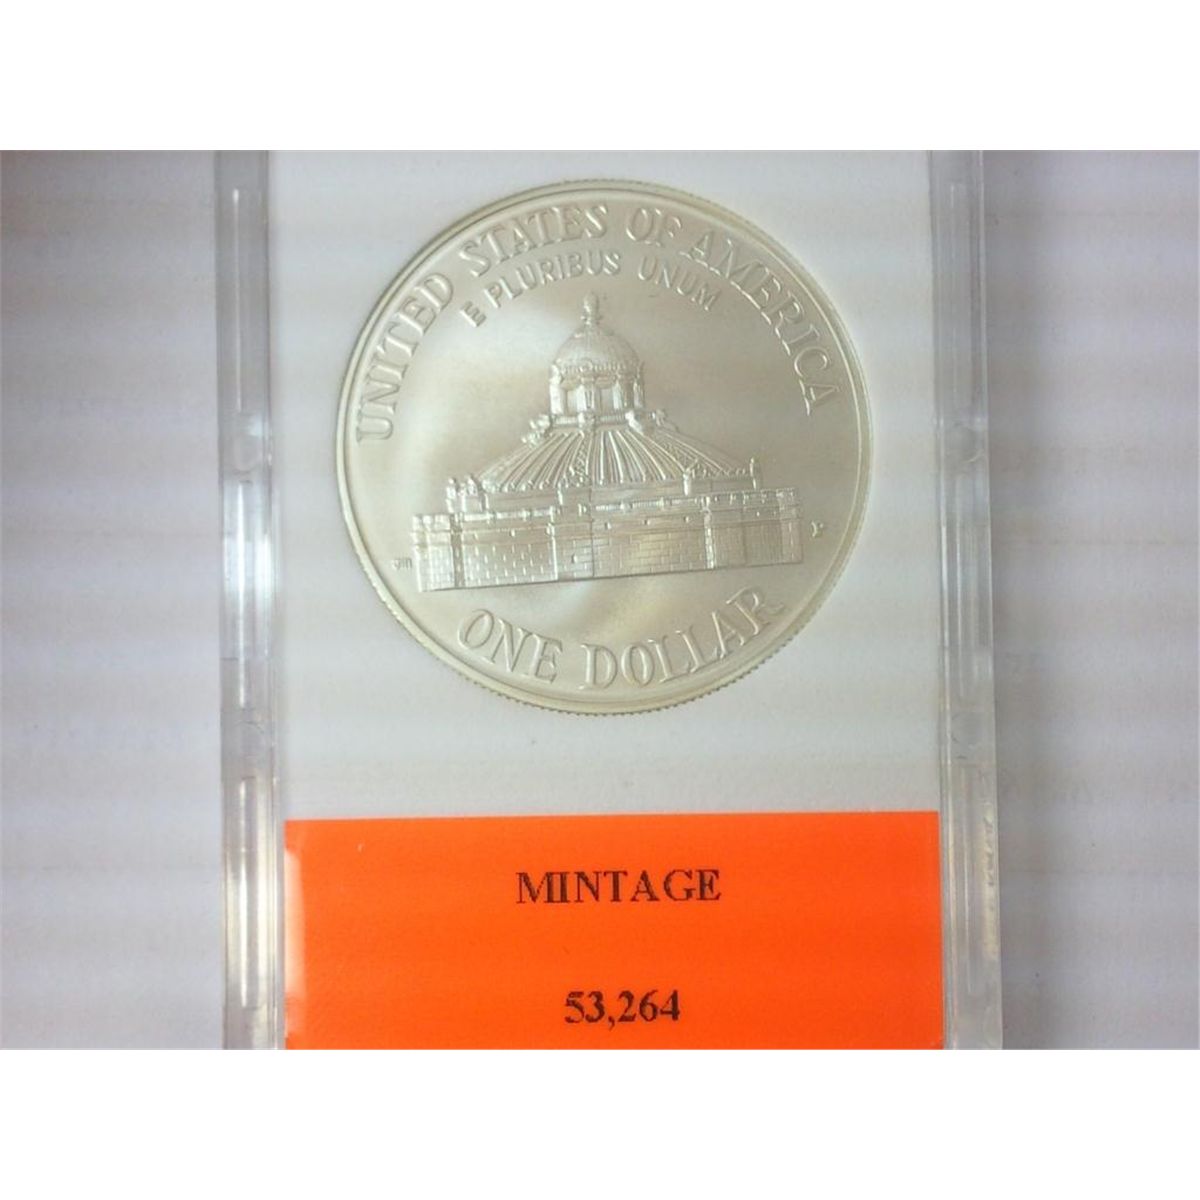 UNITED STATES OF AMERICA
E PLURIBUS UNUM
P
ONE DOLLAR
MINTAGE
53,264